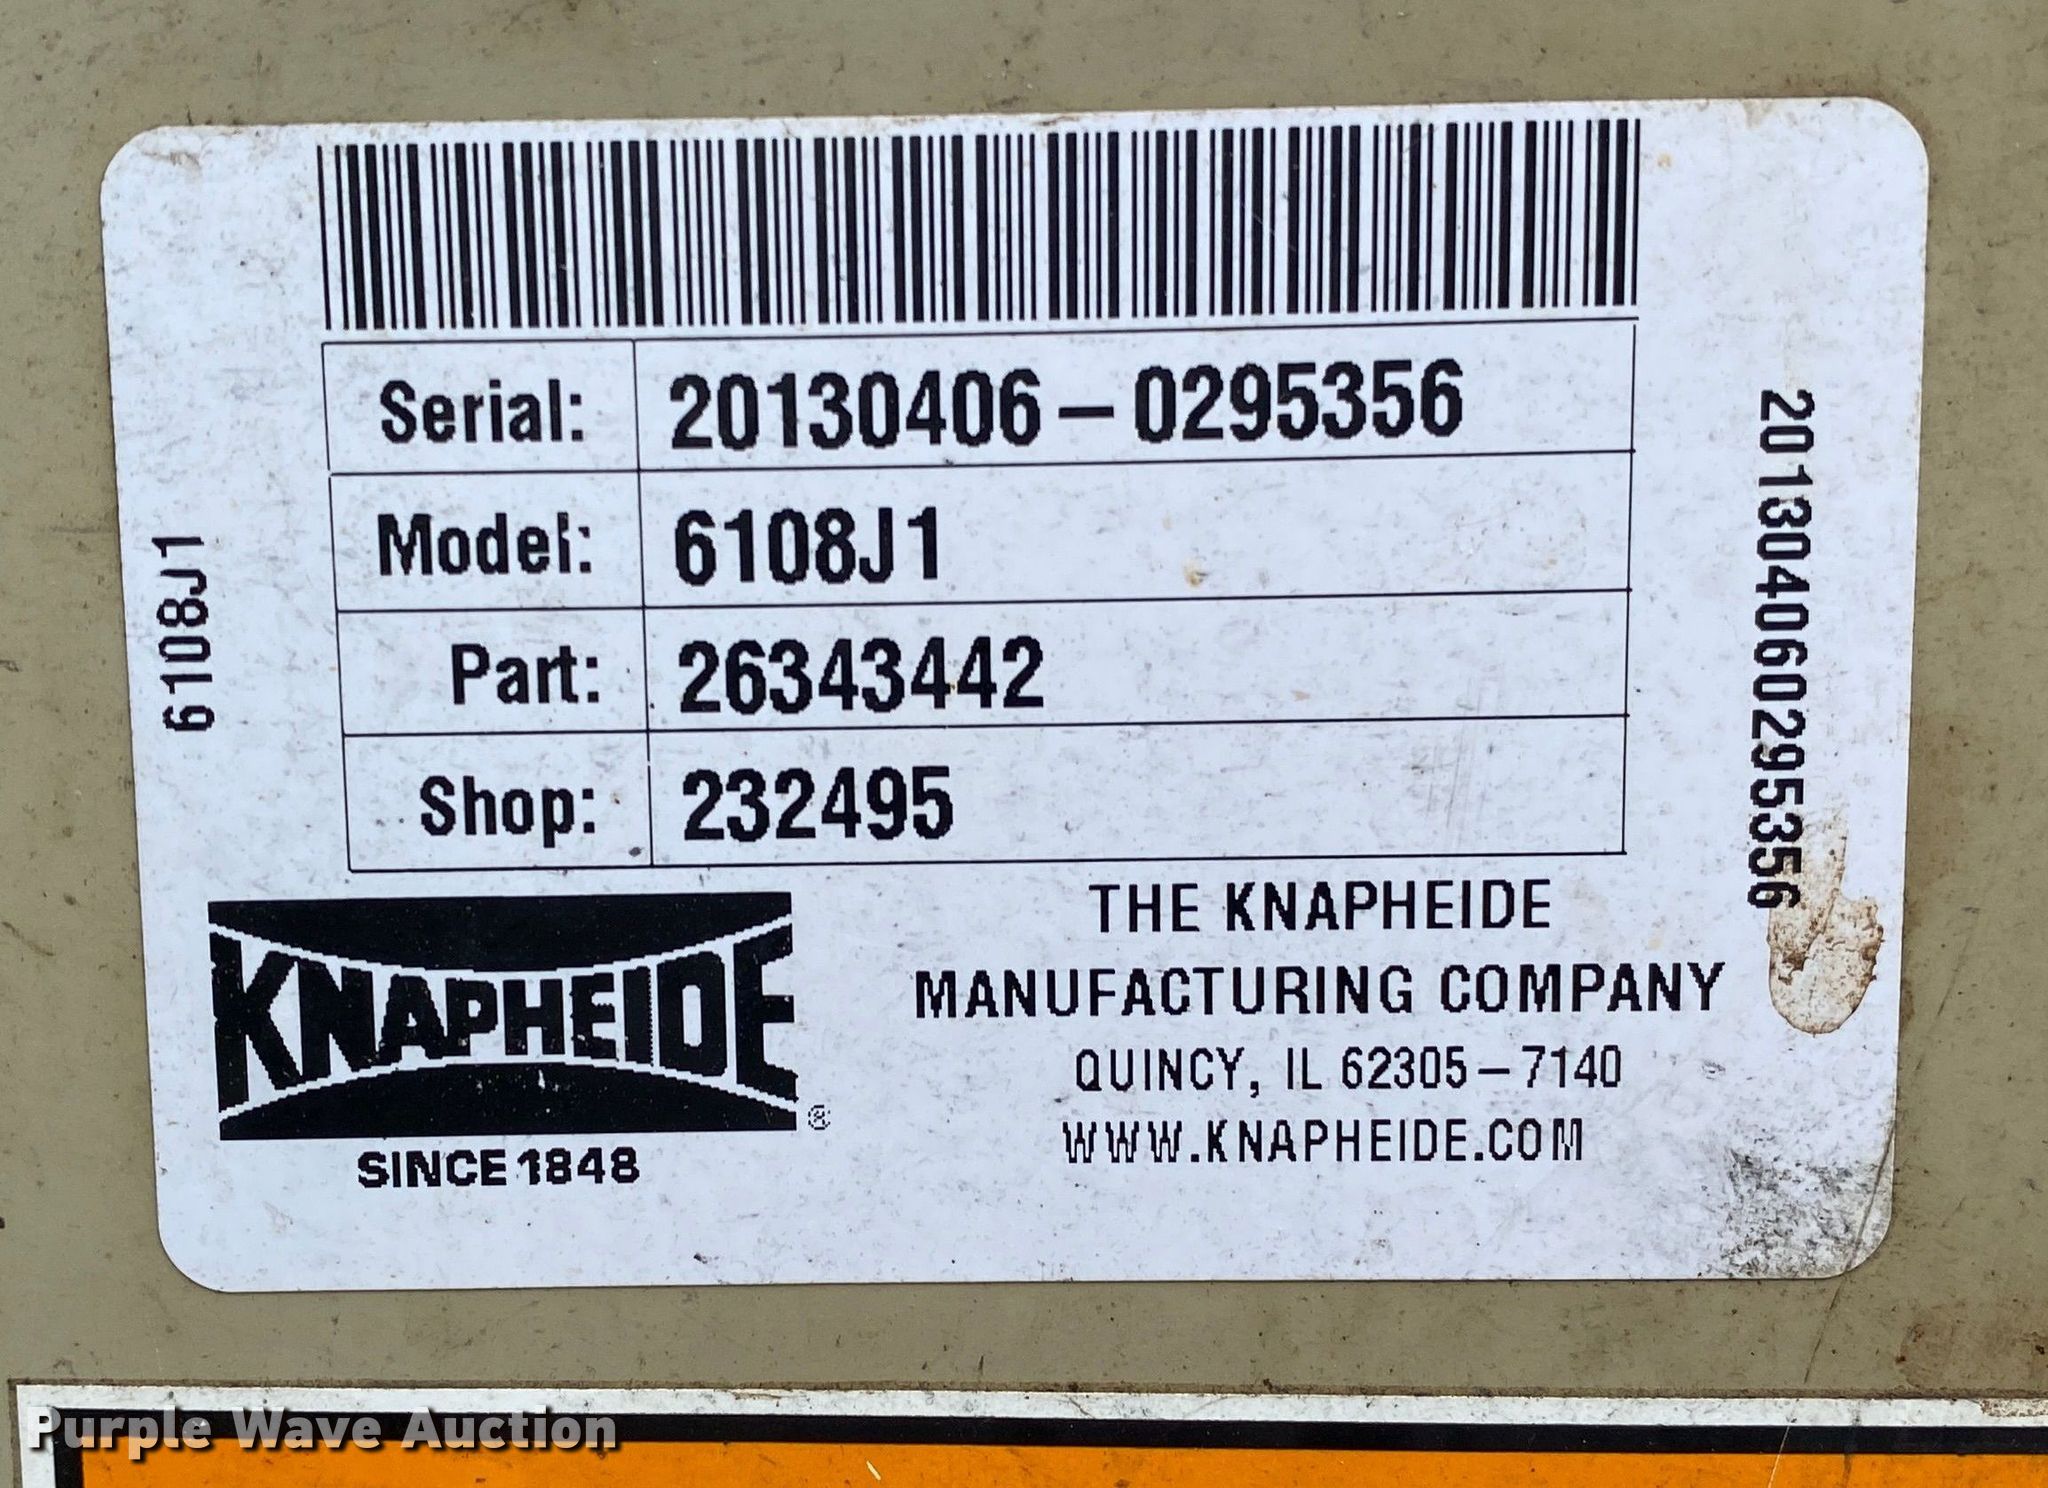 Serial: 20130406-0295356
Model: 6108J1
Part: 26343442
Shop: 232495
6108J1
201304060295356
KNAPHEIDE®
SINCE 1848
THE KNAPHEIDE
MANUFACTURING COMPANY
QUINCY, IL 62305-7140
WWW.KNAPHEIDE.COM
Purple Wave Auction